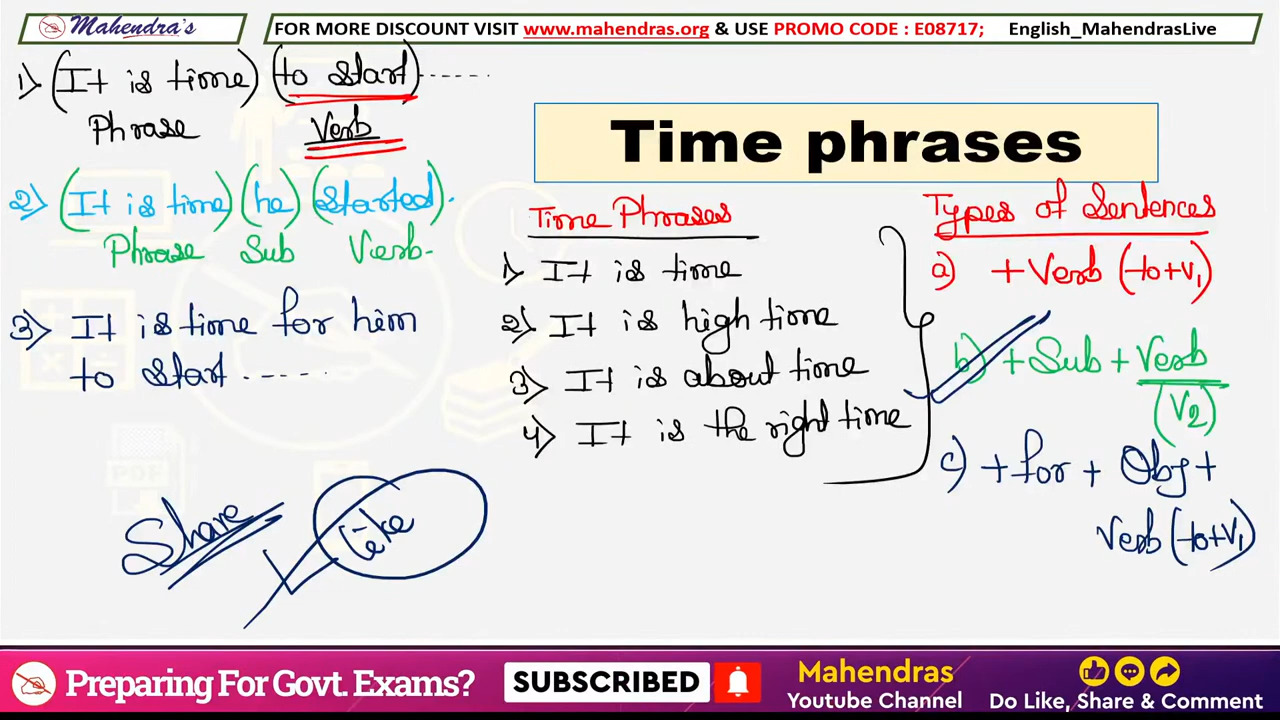 Mahendra's
FOR MORE DISCOUNT VISIT www.mahendras.org & USE PROMO CODE : E08717;
English_MahendrasLive
1) (It is time) (to start) ......
Phrase Verb
2) (It is time) (he) (started).
Phrase Sub Verb
3) It is time for him
to start ........
Share
Like
Time phrases
Time Phrases
1) It is time
2) It is high time
3) It is about time
4) It is the right time
Types of Sentences
a) + Verb (to+V1)
b) + Sub + Verb
(V2)
c) + for + Obj +
Verb (to+V1)
Preparing For Govt. Exams?
SUBSCRIBED
Mahendras
Youtube Channel
Do Like, Share & Comment